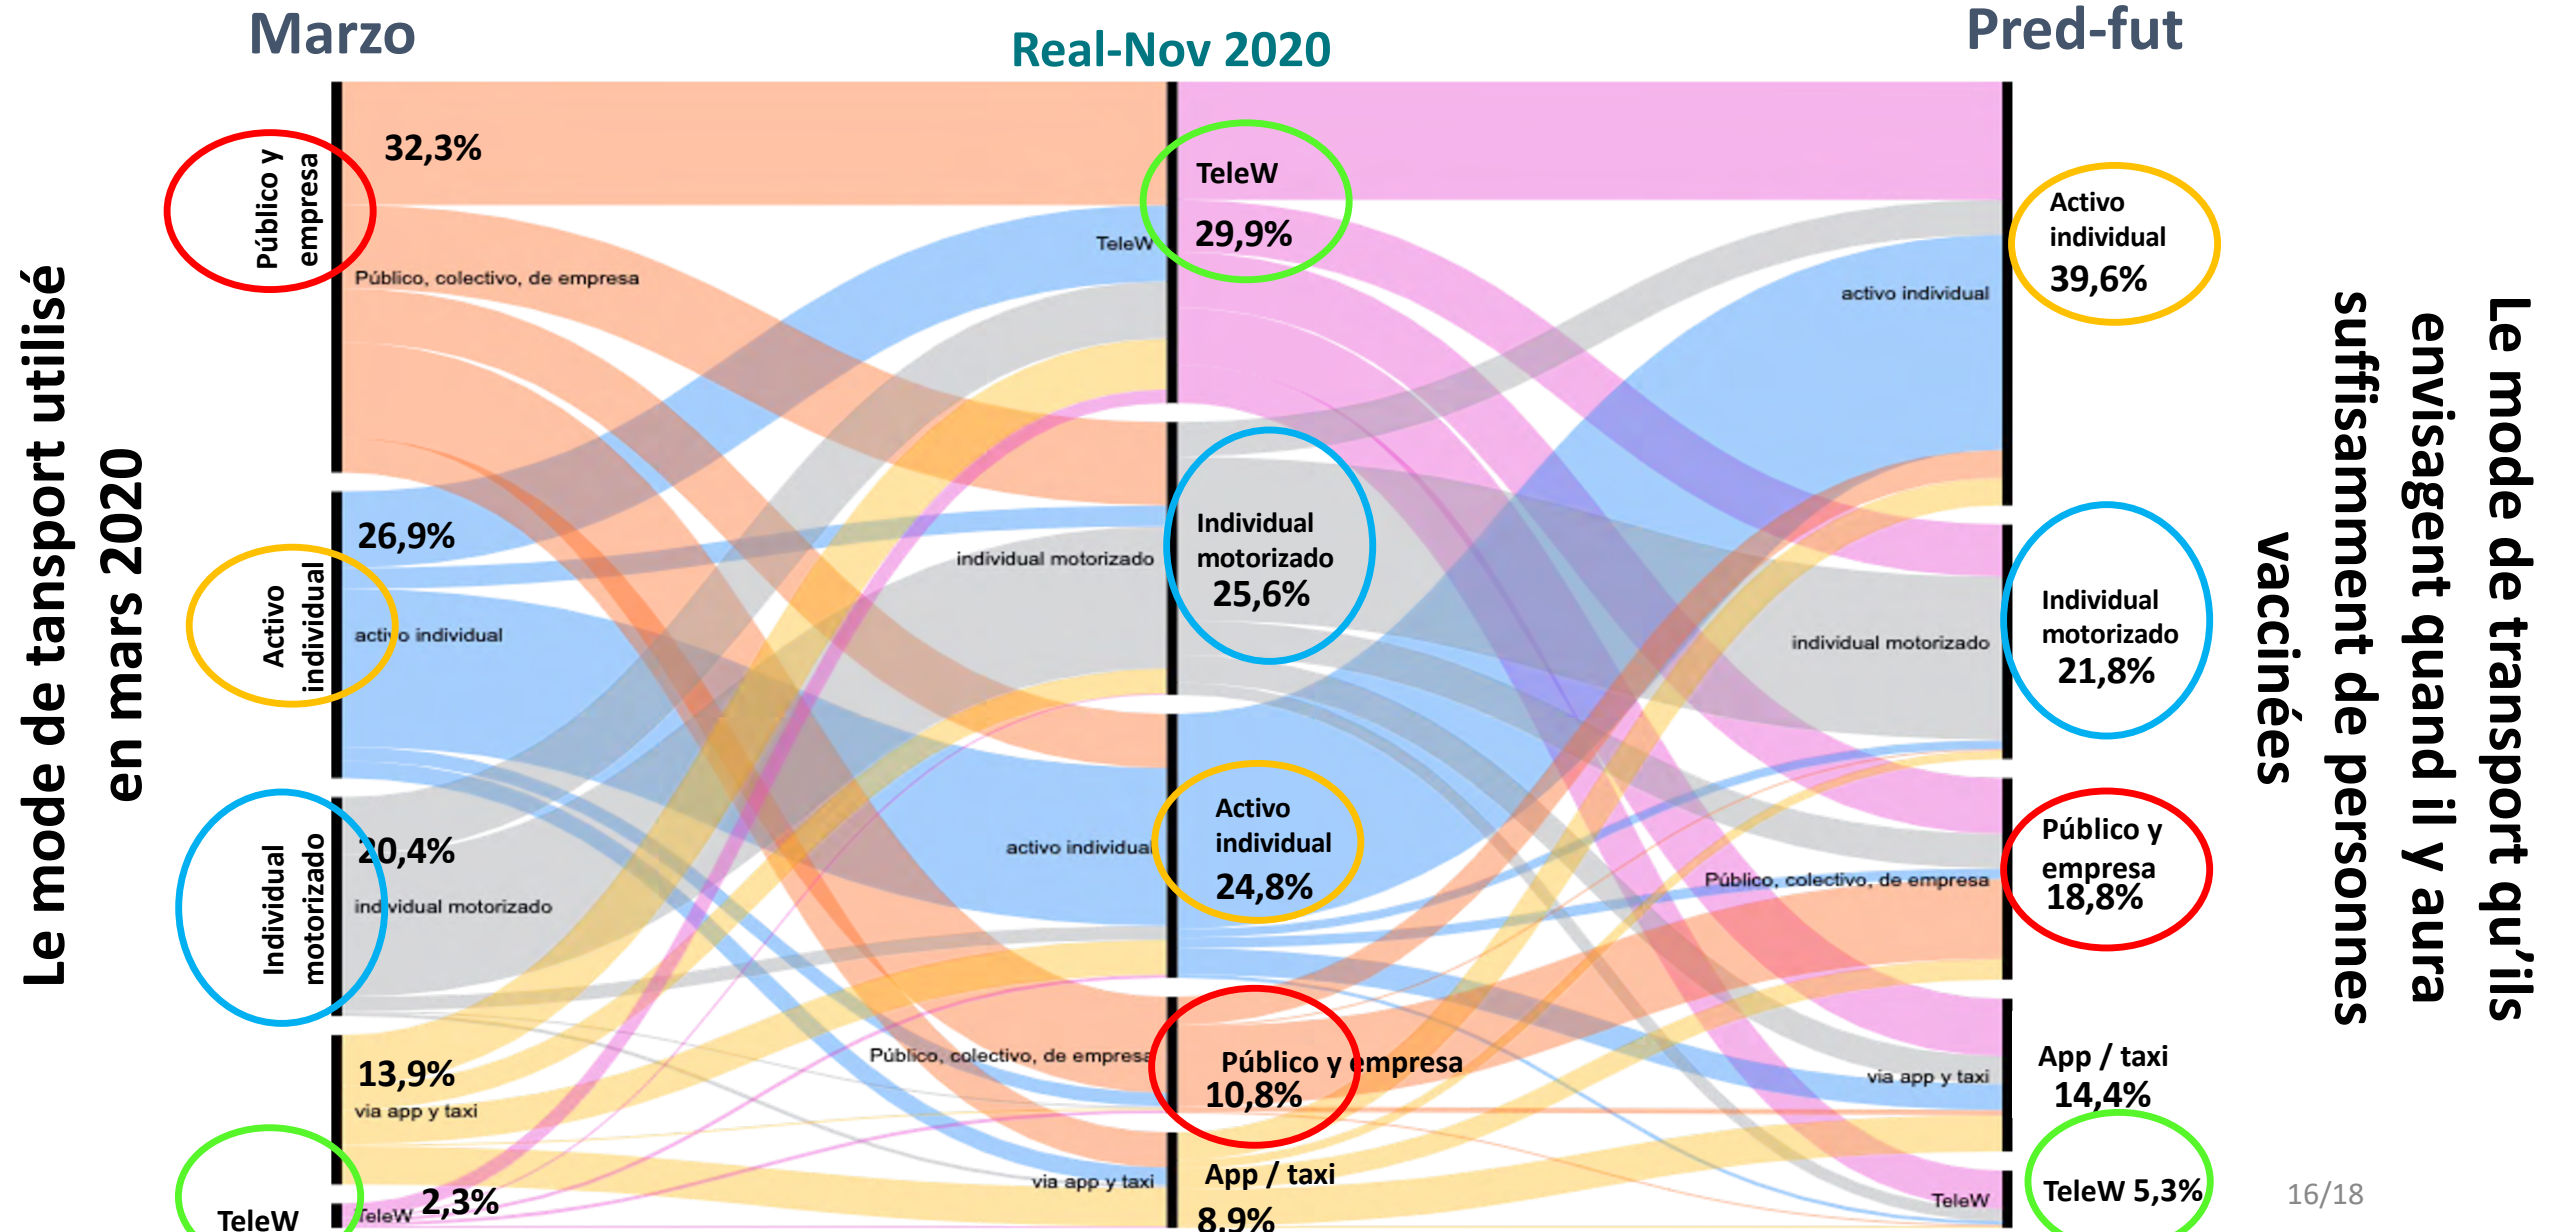 Marzo
Real-Nov 2020
Pred-fut
Le mode de tansport utilisé
en mars 2020
Público y
empresa
32,3%
Público, colectivo, de empresa
Activo
individual
26,9%
activo individual
Individual
motorizado
20,4%
individual motorizado
13,9%
via app y taxi
TeleW
TeleW
2,3%
TeleW
TeleW
29,9%
individual motorizado
Individual
motorizado
25,6%
activo individual
Activo
individual
24,8%
Público, colectivo, de empresa
Público y empresa
10,8%
via app y taxi
App / taxi
8,9%
activo individual
Activo
individual
39,6%
individual motorizado
Individual
motorizado
21,8%
Público, colectivo, de empresa
Público y
empresa
18,8%
via app y taxi
App / taxi
14,4%
TeleW
TeleW 5,3%
Le mode de transport qu’ils
envisagent quand il y aura
suffisamment de personnes
vaccinées
16/18